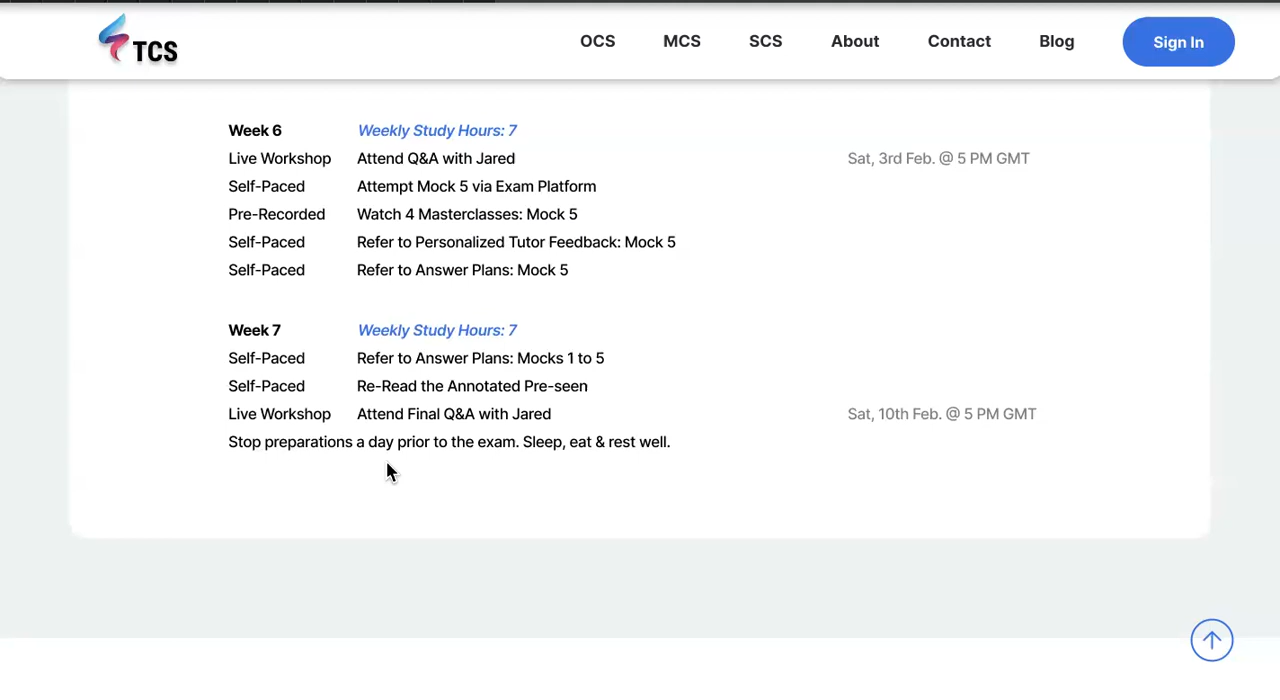 TCS OCS MCS SCS About Contact Blog Sign In
Week 6 Weekly Study Hours: 7
Live Workshop Attend Q&A with Jared Sat, 3rd Feb. @ 5 PM GMT
Self-Paced Attempt Mock 5 via Exam Platform
Pre-Recorded Watch 4 Masterclasses: Mock 5
Self-Paced Refer to Personalized Tutor Feedback: Mock 5
Self-Paced Refer to Answer Plans: Mock 5
Week 7 Weekly Study Hours: 7
Self-Paced Refer to Answer Plans: Mocks 1 to 5
Self-Paced Re-Read the Annotated Pre-seen
Live Workshop Attend Final Q&A with Jared Sat, 10th Feb. @ 5 PM GMT
Stop preparations a day prior to the exam. Sleep, eat & rest well.